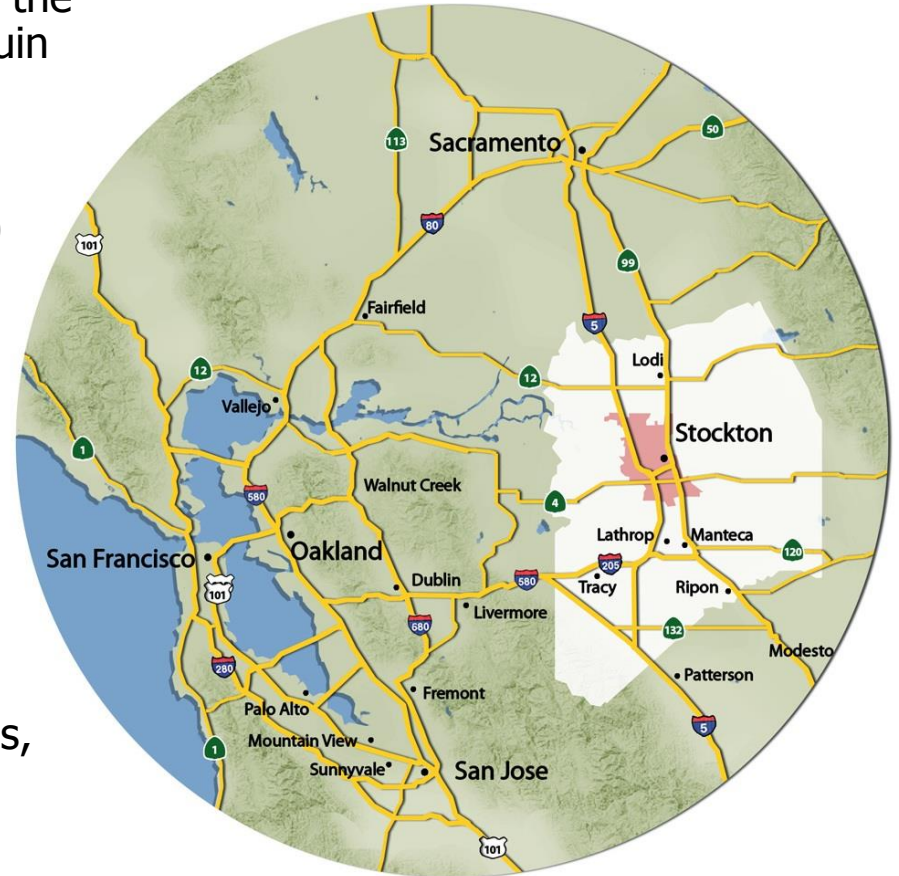 the
uin
50
113
Sacramento
80
101
99
Fairfield
5
Lodi
12
12
Vallejo
Stockton
1
Walnut Creek
580
4
Lathrop
Manteca
San Francisco
Oakland
120
205
Dublin
580
Tracy
Ripon
101
Livermore
680
132
Modesto
280
Patterson
Fremont
Palo Alto
5
s,
Mountain View
1
Sunnyvale
San Jose
101